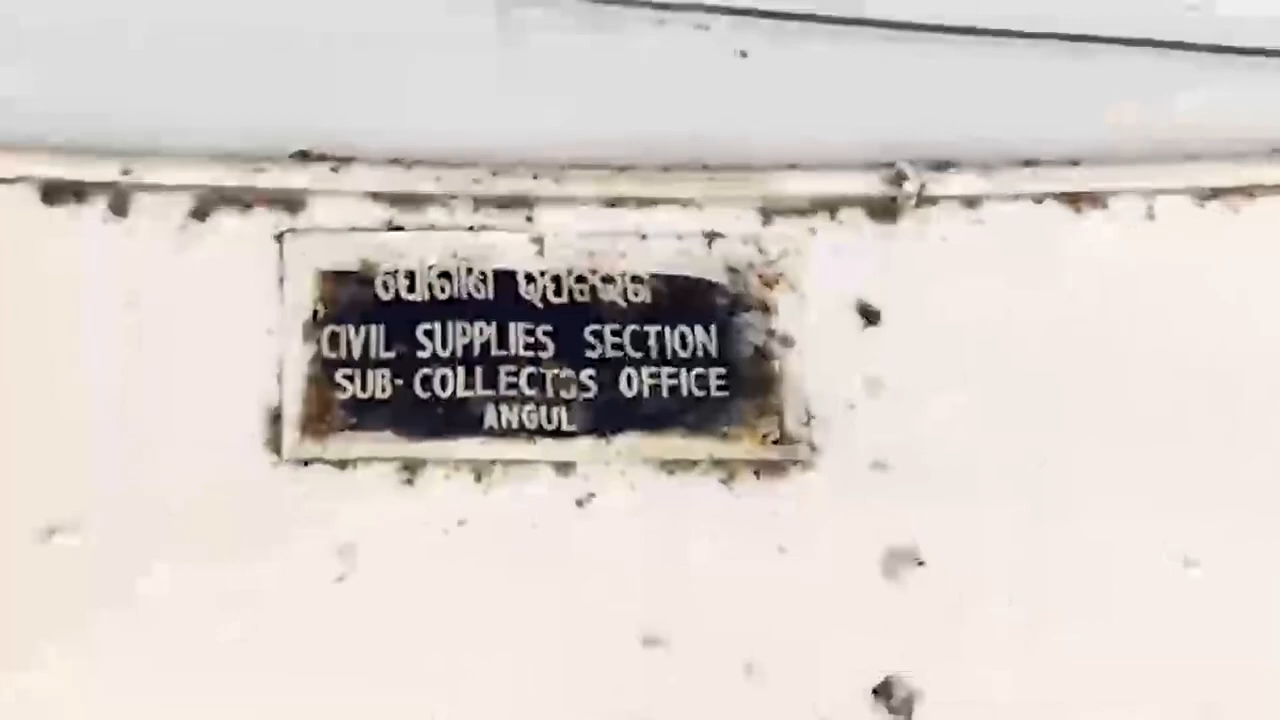 ଯୋଗାଣ
CIVIL SUPPLIES SECTION
SUB-COLLECTOS OFFICE
ANGUL